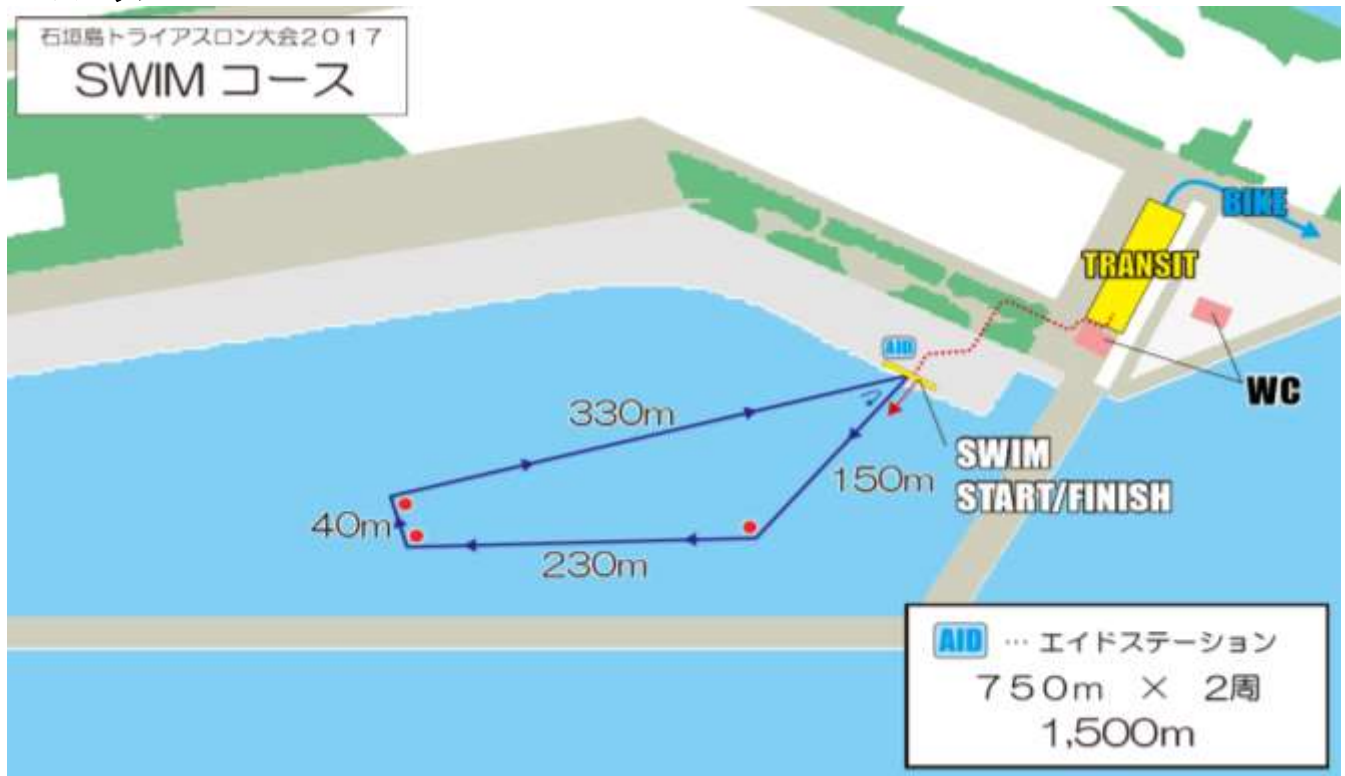 石垣島トライアスロン大会2017
SWIM コース
BIKE
TRANSIT
AID
WC
330m
SWIM
START/FINISH
150m
40m
230m
AID … エイドステーション
750m × 2周
1,500m